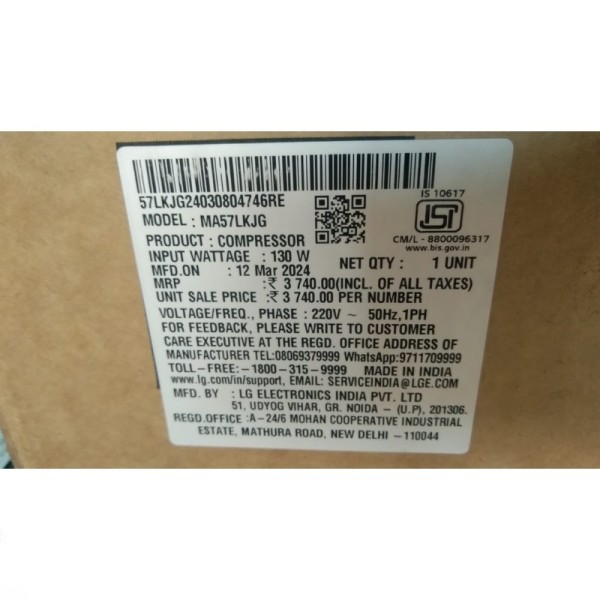 57LKJG24030804746RE
MODEL : MA57LKJG
IS 10617
ISI
CM/L - 8800096317
www.bis.gov.in
PRODUCT : COMPRESSOR
INPUT WATTAGE : 130 W
MFD.ON : 12 Mar 2024
NET QTY : 1 UNIT
MRP : ₹ 3 740.00(INCL. OF ALL TAXES)
UNIT SALE PRICE : ₹ 3 740.00 PER NUMBER
VOLTAGE/FREQ., PHASE : 220V ~ 50Hz,1PH
FOR FEEDBACK, PLEASE WRITE TO CUSTOMER
CARE EXECUTIVE AT THE REGD. OFFICE ADDRESS OF
MANUFACTURER TEL:08069379999 WhatsApp:9711709999
TOLL-FREE:-1800-315-9999 MADE IN INDIA
www.lg.com/in/support, EMAIL: SERVICEINDIA@LGE.COM
MFD. BY : LG ELECTRONICS INDIA PVT. LTD
51, UDYOG VIHAR, GR. NOIDA - (U.P), 201306.
REGD.OFFICE :A-24/6 MOHAN COOPERATIVE INDUSTRIAL
ESTATE, MATHURA ROAD, NEW DELHI -110044